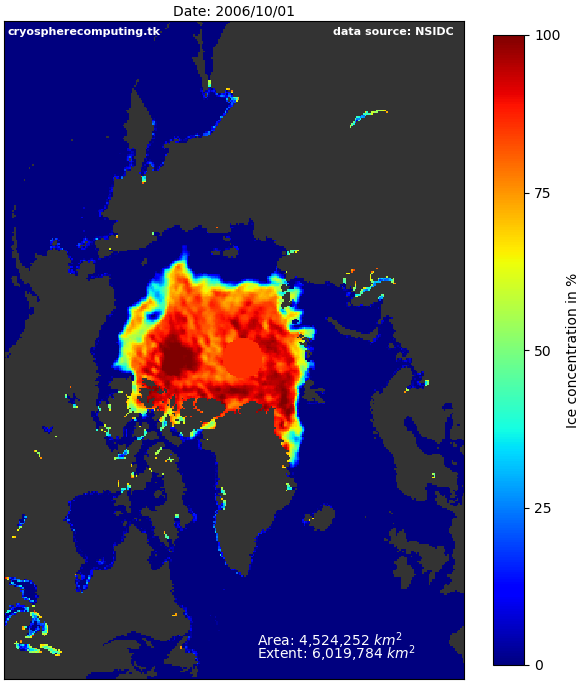 Date: 2006/10/01
cryospherecomputing.tk
data source: NSIDC
100
75
50
25
0
Ice concentration in %
Area: 4,524,252 km²
Extent: 6,019,784 km²